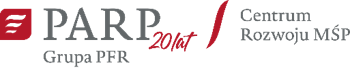 PARP
Grupa PFR
20 lat
Centrum
Rozwoju MŚP